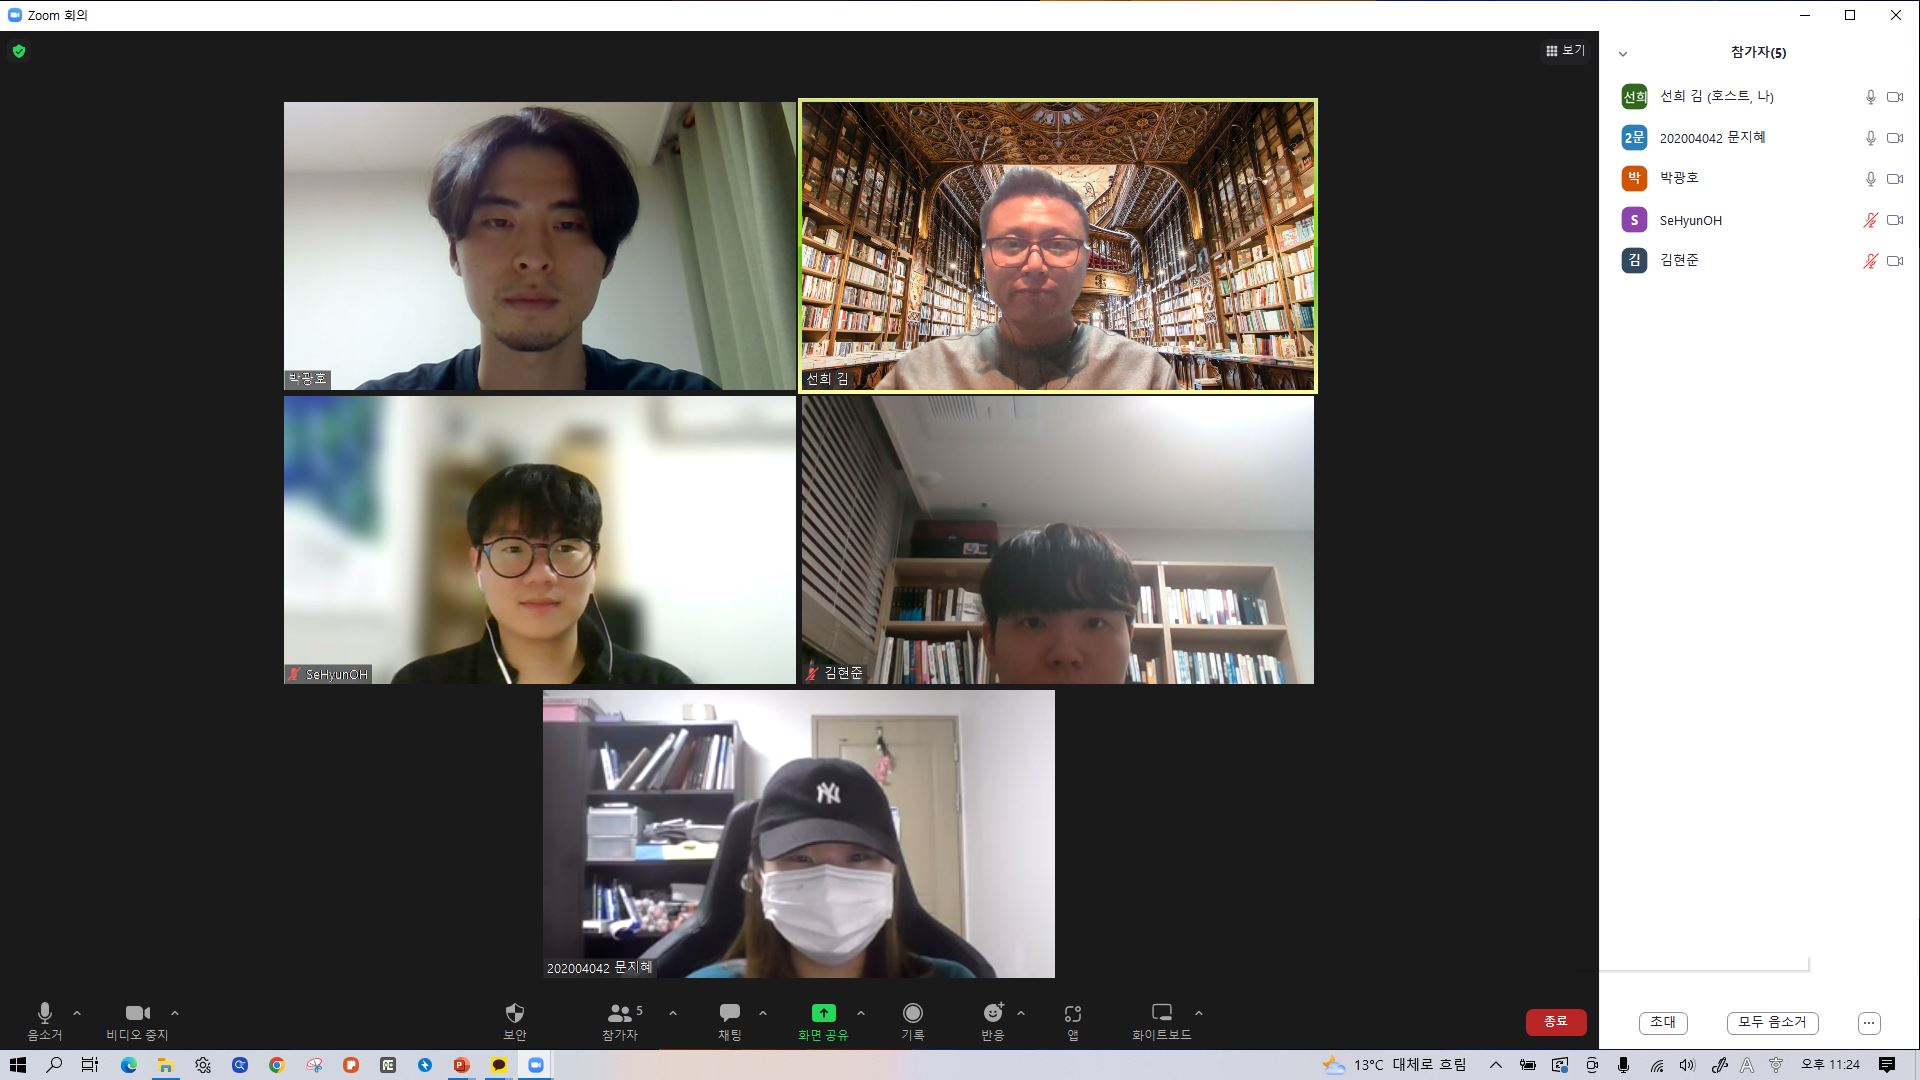 Zoom 회의
보기
참가자(5)
선희 선희 김 (호스트, 나)
2문 202004042 문지혜
박 박광호
S SeHyunOH
김 김현준
박광호
선희 김
SeHyunOH
김현준
NY
202004042 문지혜
음소거
비디오 중지
보안
참가자 5
채팅
화면 공유
기록
반응
앱
화이트보드
종료
초대
모두 음소거
13°C 대체로 흐림
A
오후 11:24